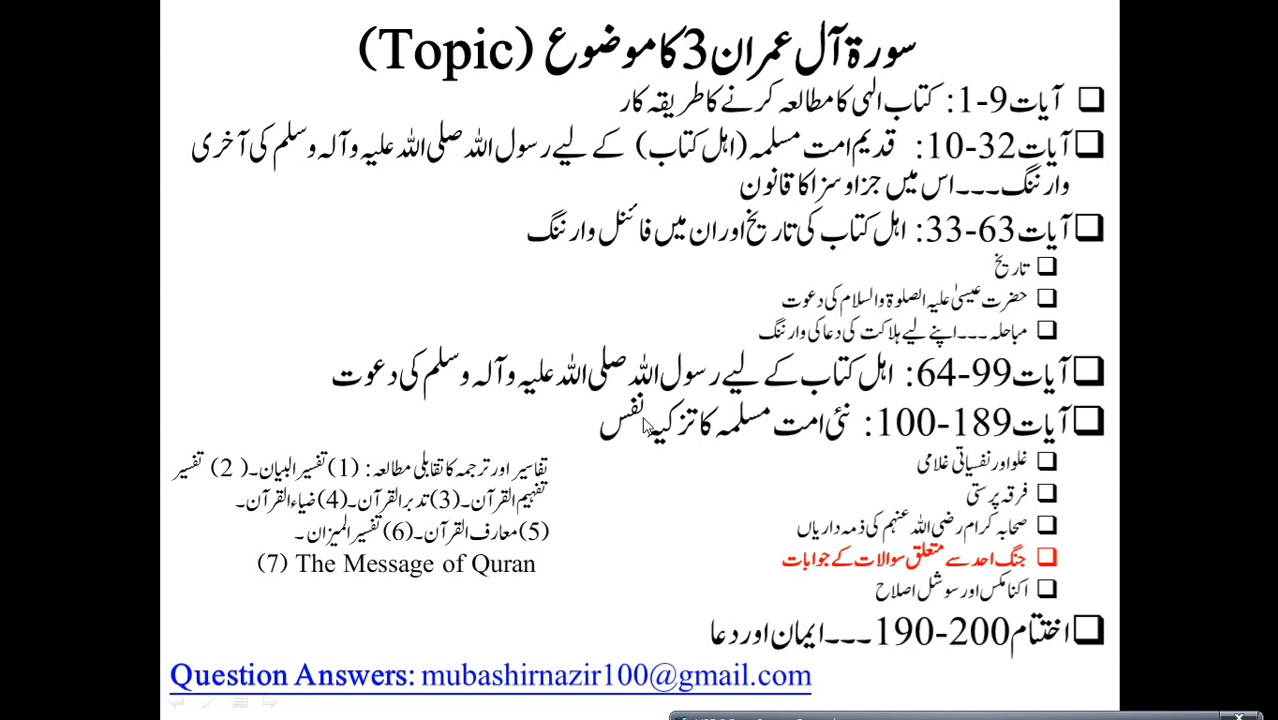 سورۃ آل عمران 3 کا موضوع (Topic)
آیات 9-1: کتاب الٰہی کا مطالعہ کرنے کا طریقہ کار
آیات 32-10: قدیم امت مسلمہ (اہل کتاب) کے لیے رسول اللہ صلی اللہ علیہ وآلہ وسلم کی آخری
وارننگ۔۔۔اس میں جزا و سزا کا قانون
آیات 63-33: اہل کتاب کی تاریخ اور ان میں فائنل وارننگ
تاریخ
حضرت عیسیٰ علیہ الصلوۃ والسلام کی دعوت
مباحلہ ۔۔۔اپنے لیے ہلاکت کی دعا کی وارننگ
آیات 99-64: اہل کتاب کے لیے رسول اللہ صلی اللہ علیہ وآلہ وسلم کی دعوت
آیات 189-100: نئی امت مسلمہ کا تزکیہ نفس
غلو اور نفسیاتی غلامی
فرقہ پرستی
صحابہ کرام رضی اللہ عنہم کی ذمہ داریاں
جنگ احد سے متعلق سوالات کے جوابات
اکنامکس اور سوشل اصلاح
تفاسیر اور ترجمہ کا تقابلی مطالعہ: (1) تفسیر البیان۔ (2) تفسیر
تفہیم القرآن۔ (3) تدبر القرآن۔ (4) ضیاء القرآن۔
(5) معارف القرآن۔ (6) تفسیر المیزان ۔
(7) The Message of Quran
اختتام 200-190۔۔۔ایمان اور دعا
Question Answers: mubashirnazir100@gmail.com